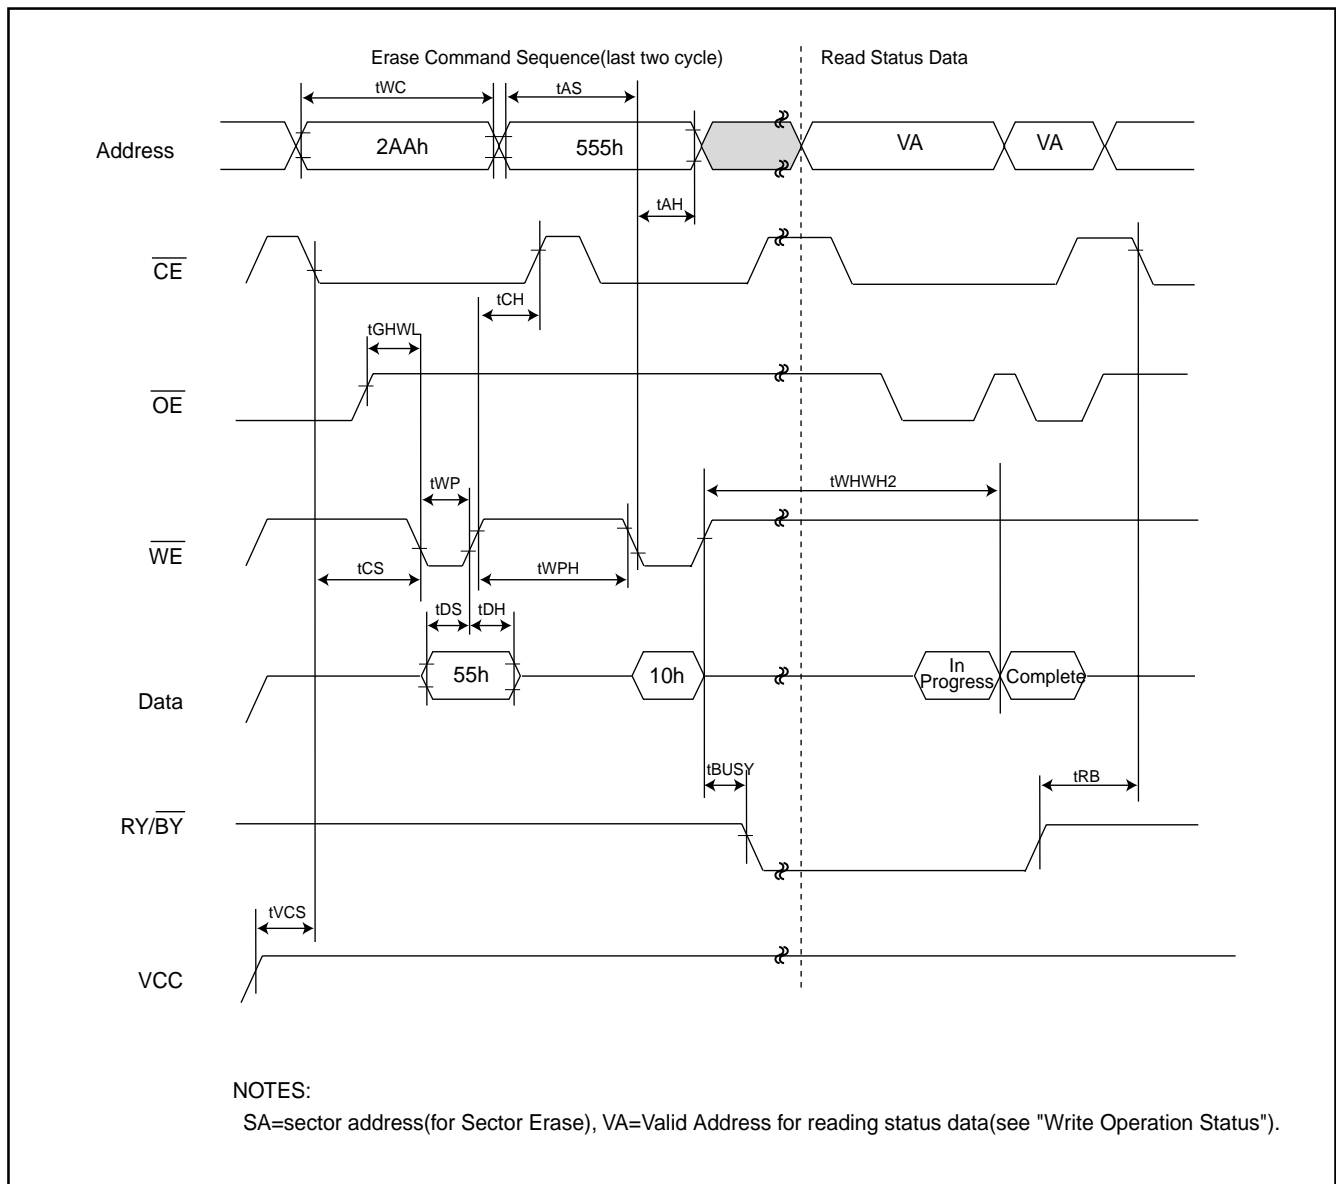 Erase Command Sequence(last two cycle)
Read Status Data
tWC
tAS
Address
2AAh
555h
VA
VA
tAH
CE
tCH
tGHWL
OE
tWP
tWHWH2
WE
tCS
tWPH
tDS
tDH
55h
10h
In
Progress
Complete
Data
tBUSY
tRB
RY/BY
tVCS
VCC
NOTES:
SA=sector address(for Sector Erase), VA=Valid Address for reading status data(see "Write Operation Status").